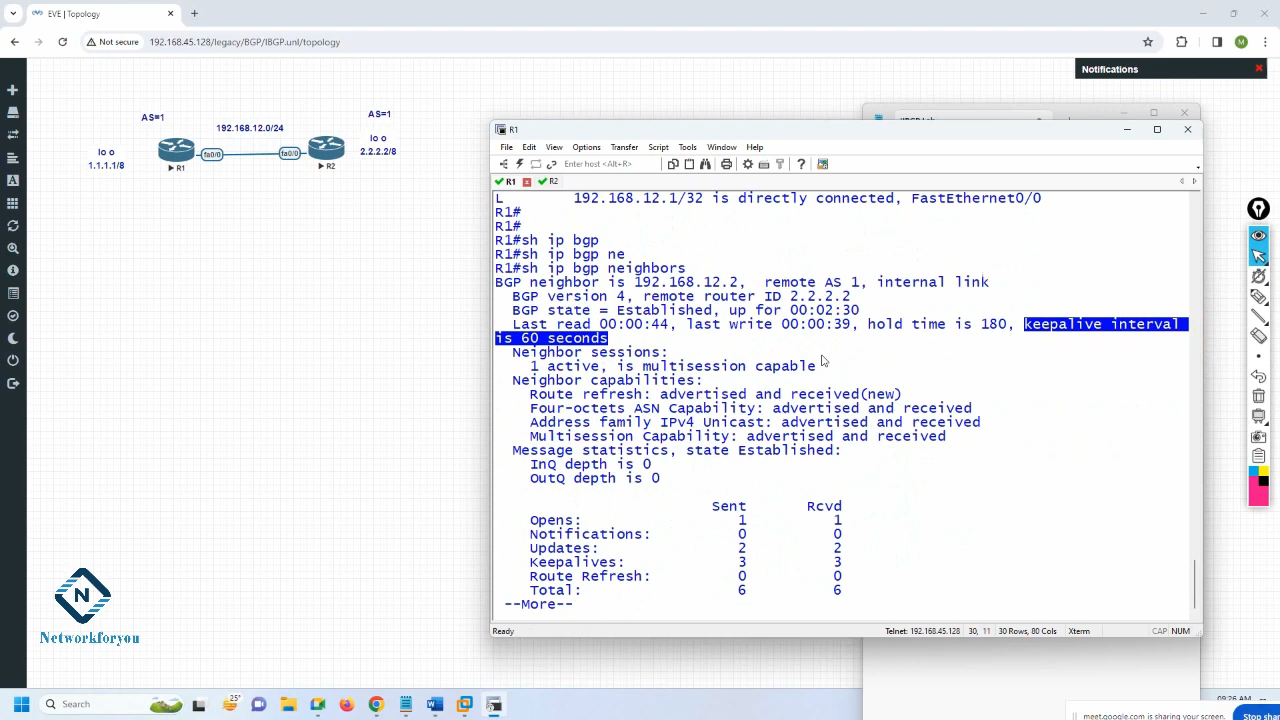 EVE | Topology
Not secure
192.168.45.128/legacy/BGP/IBGP.unl/topology
M
Notifications
AS=1
AS=1
192.168.12.0/24
lo o
1.1.1.1/8
fa0/0
fa0/0
lo o
2.2.2.2/8
R1
R2
R1
File Edit View Options Transfer Script Tools Window Help
Enter host <Alt+R>
R1
R2
L        192.168.12.1/32 is directly connected, FastEthernet0/0
R1#
R1#
R1#sh ip bgp
R1#sh ip bgp ne
R1#sh ip bgp neighbors
BGP neighbor is 192.168.12.2,  remote AS 1, internal link
  BGP version 4, remote router ID 2.2.2.2
  BGP state = Established, up for 00:02:30
  Last read 00:00:44, last write 00:00:39, hold time is 180, keepalive interval
is 60 seconds
  Neighbor sessions:
    1 active, is multisession capable
  Neighbor capabilities:
    Route refresh: advertised and received(new)
    Four-octets ASN Capability: advertised and received
    Address family IPv4 Unicast: advertised and received
    Multisession Capability: advertised and received
  Message statistics, state Established:
    InQ depth is 0
    OutQ depth is 0
                         Sent       Rcvd
    Opens:                  1          1
    Notifications:          0          0
    Updates:                2          2
    Keepalives:             3          3
    Route Refresh:          0          0
    Total:                  6          6
 --More--
Ready
Telnet: 192.168.45.128
30, 11
30 Rows, 80 Cols
Xterm
CAP NUM
N
Networkforyou
Search
25°
09:26 AM
meet.google.com is sharing your screen.
Stop sha